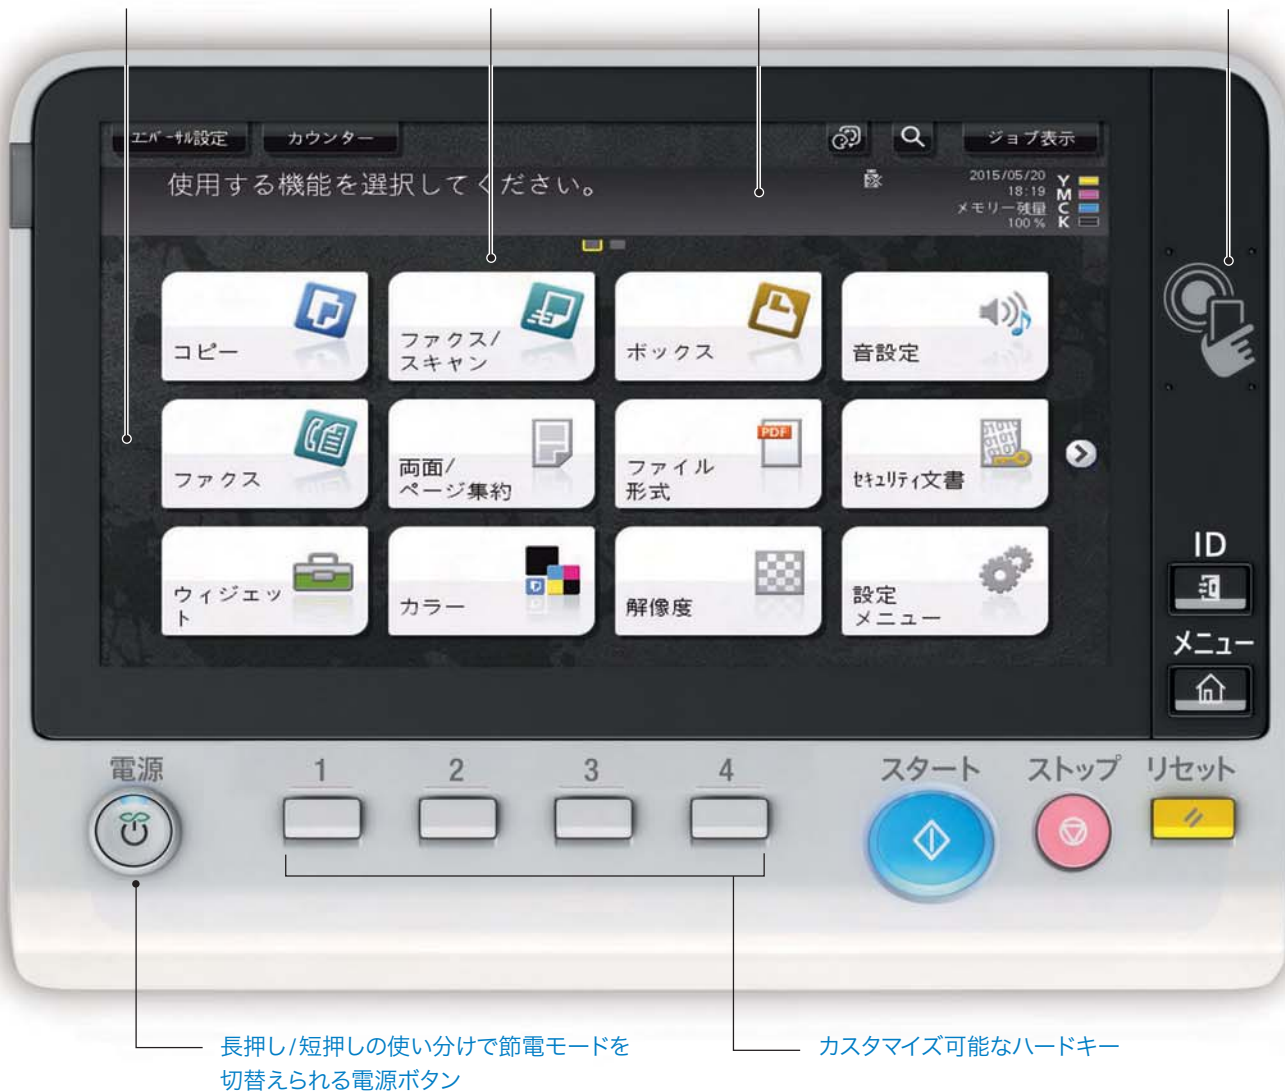 ﾕﾆﾊﾞｰｻﾙ設定 カウンター ジョブ表示
使用する機能を選択してください。
2015/05/20
18:19
メモリー残量
100 %
Y
M
C
K
コピー
ファクス/
スキャン
ボックス
音設定
ファクス
両面/
ページ集約
PDF
ファイル
形式
ｾｷｭﾘﾃｨ文書
ウィジェッ
ト
カラー
解像度
設定
メニュー
ID
メニュー
電源 1 2 3 4 スタート ストップ リセット
長押し/短押しの使い分けで節電モードを
切替えられる電源ボタン
カスタマイズ可能なハードキー